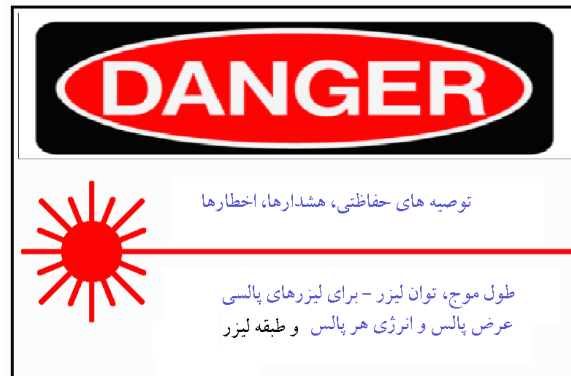 DANGER
توصیه های حفاظتی، هشدارها، اخطارها
طول موج، توان لیزر – برای لیزرهای پالسی
عرض پالس و انرژی هر پالس و طبقه لیزر